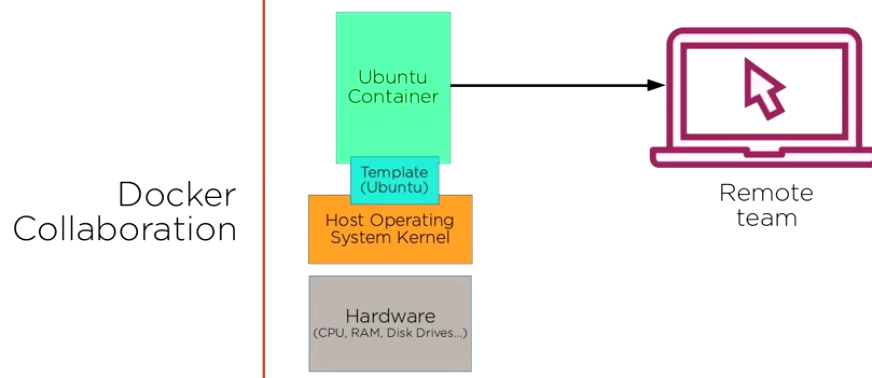 Docker
Collaboration
Ubuntu
Container
Template
(Ubuntu)
Host Operating
System Kernel
Hardware
(CPU, RAM, Disk Drives...)
Remote
team